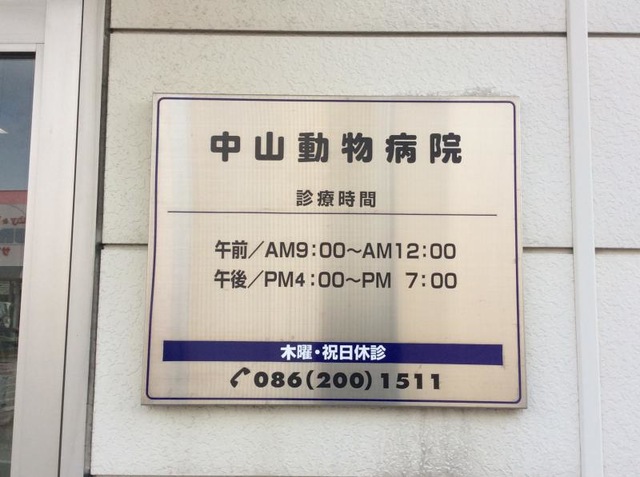 中山動物病院
診療時間
午前／AM9：00〜AM12：00
午後／PM4：00〜PM 7：00
木曜・祝日休診
086(200)1511